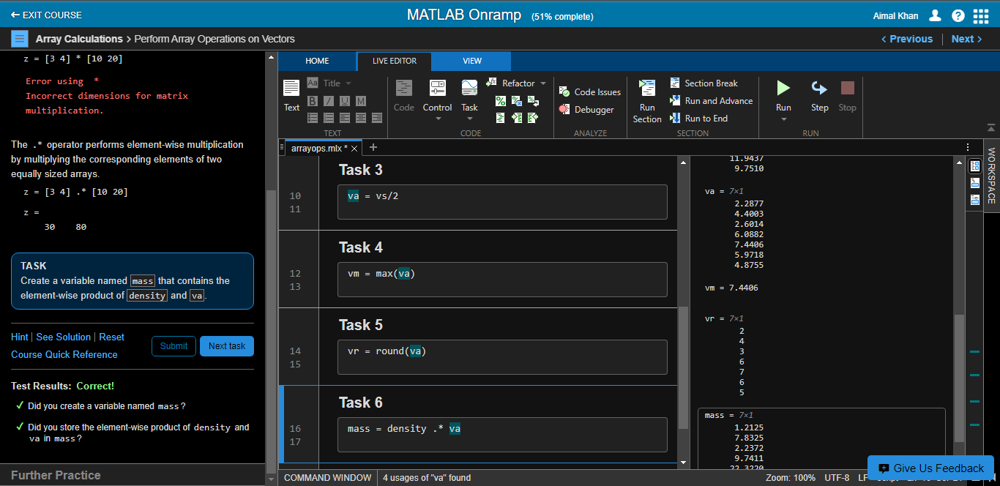 ← EXIT COURSE
MATLAB Onramp (51% complete)
Aimal Khan
Array Calculations > Perform Array Operations on Vectors
< Previous
Next >
z = [3 4] * [10 20]
Error using *
Incorrect dimensions for matrix
multiplication.
The .* operator performs element-wise multiplication
by multiplying the corresponding elements of two
equally sized arrays.
z = [3 4] .* [10 20]
z =
30 80
TASK
Create a variable named mass that contains the
element-wise product of density and va.
Hint | See Solution | Reset
Course Quick Reference
Submit
Next task
Test Results: Correct!
✓ Did you create a variable named mass?
✓ Did you store the element-wise product of density and
va in mass?
Further Practice
HOME
LIVE EDITOR
VIEW
Text
Aa Title
B I U M
TEXT
Code
Control
Task
Refactor
CODE
Code Issues
Debugger
ANALYZE
Run
Section
Section Break
Run and Advance
Run to End
SECTION
Run
Step
Stop
RUN
arrayops.mlx * × +
WORKSPACE
Task 3
10 va = vs/2
11
Task 4
12 vm = max(va)
13
Task 5
14 vr = round(va)
15
Task 6
16 mass = density .* va
17
11.9437
9.7510
va = 7×1
2.2877
4.4003
2.6014
6.0882
7.4406
5.9718
4.8755
vm = 7.4406
vr = 7×1
2
4
3
6
7
6
5
mass = 7×1
1.2125
7.8325
2.2372
9.7411
22.3220
Give Us Feedback
COMMAND WINDOW
4 usages of "va" found
Zoom: 100%
UTF-8
LF